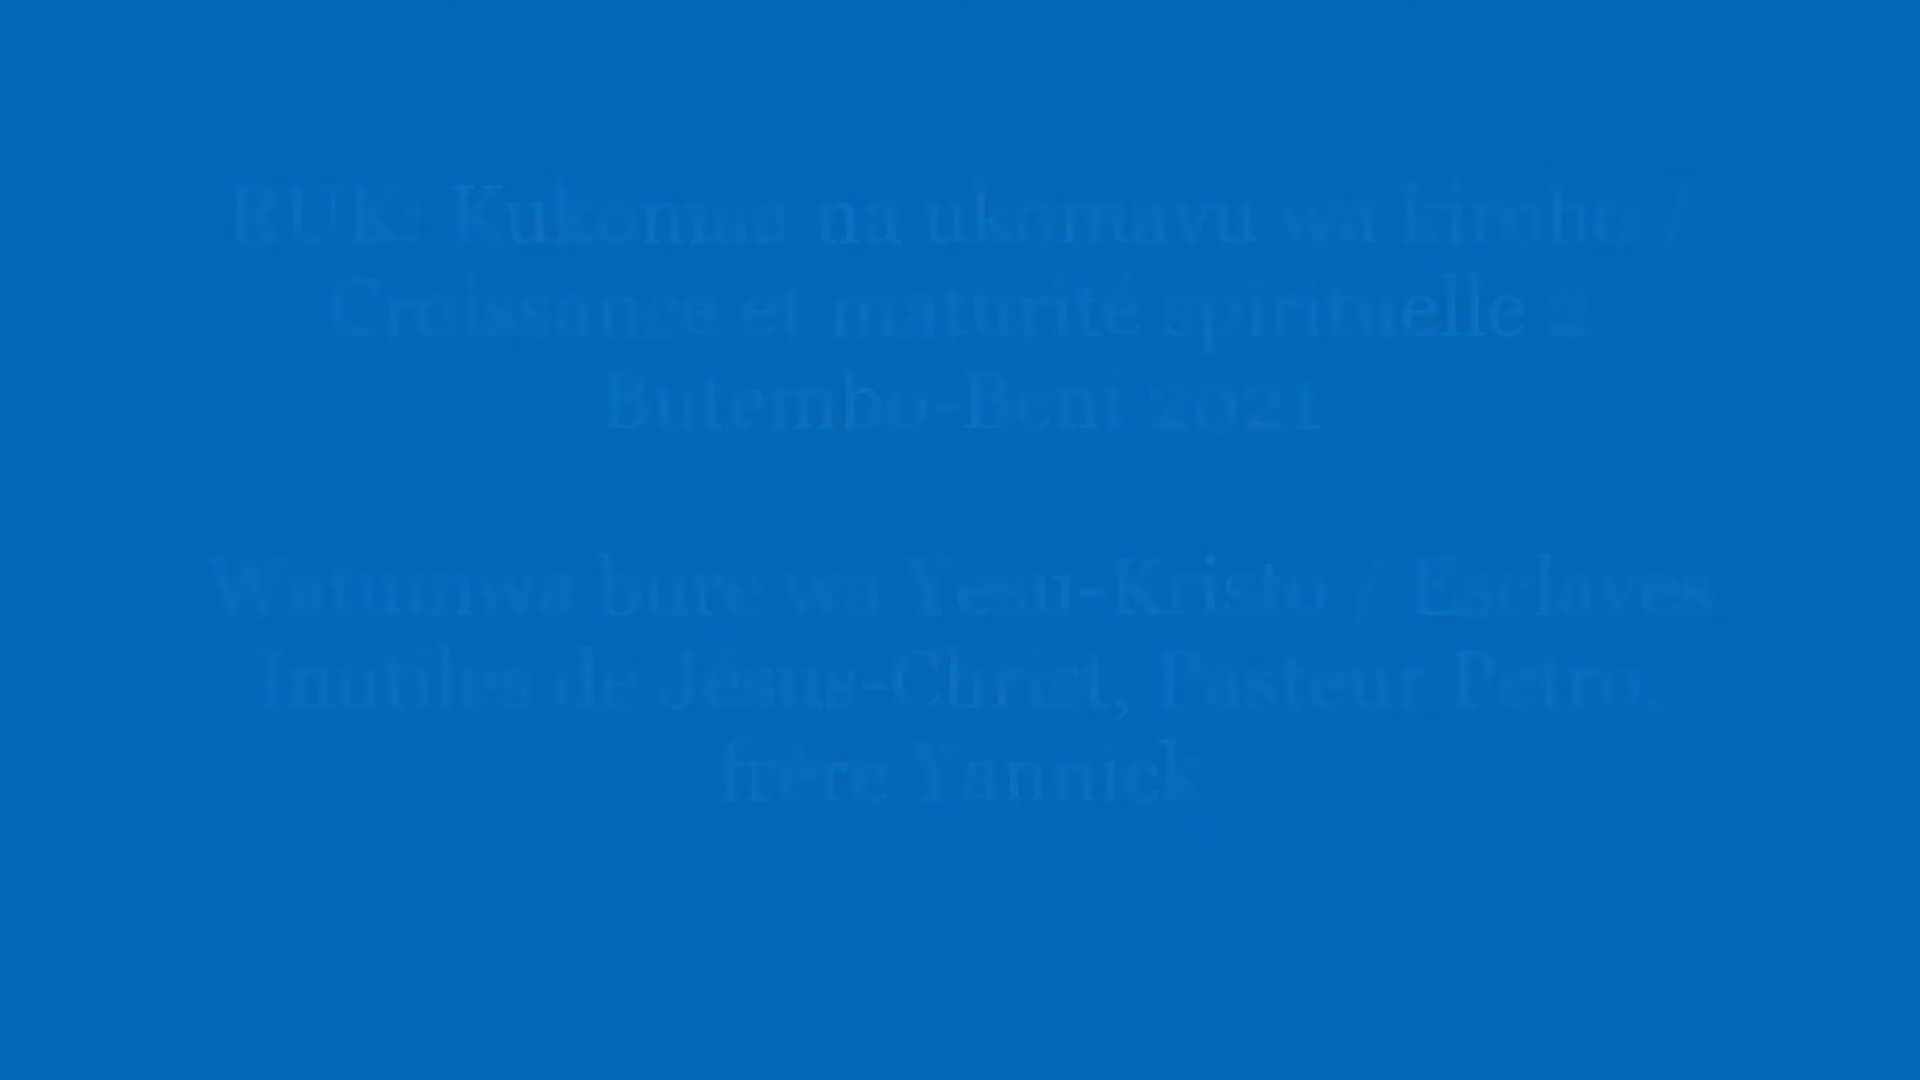 RUK: Kukomaa na ukomavu wa kiroho /
Croissance et maturité spirituelle 2
Butembo-Beni 2021
Watumwa bure wa Yesu-Kristo / Esclaves
Inutiles de Jésus-Christ, Pasteur Petro,
frère Yannick